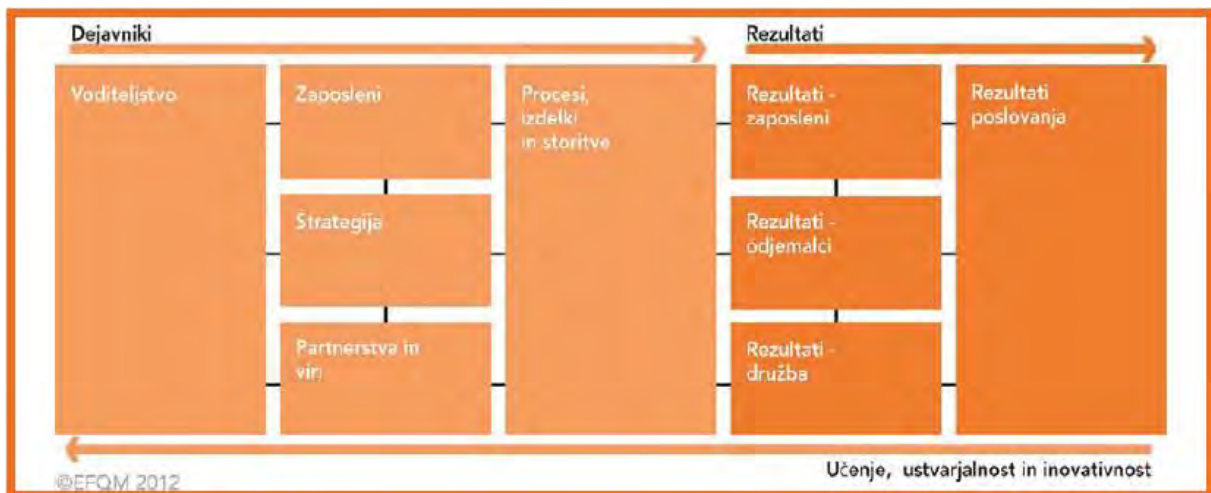 Dejavniki
Rezultati
Voditeljstvo
Zaposleni
Procesi,
izdelki
in storitve
Rezultati -
zaposleni
Rezultati
poslovanja
Strategija
Rezultati -
odjemalci
Partnerstva in
viri
Rezultati -
družba
Učenje, ustvarjalnost in inovativnost
©EFQM 2012